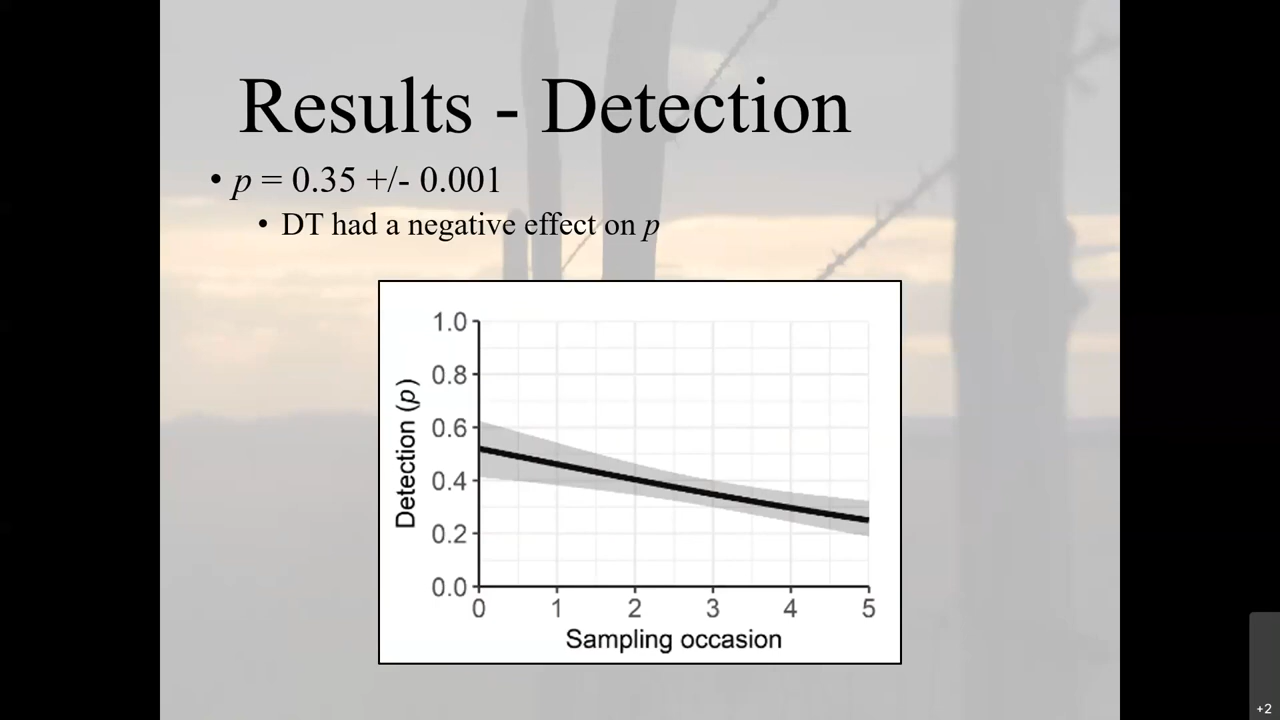 Results - Detection
• p = 0.35 +/- 0.001
• DT had a negative effect on p
1.0
0.8
0.6
0.4
0.2
0.0
Detection (p)
0 1 2 3 4 5
Sampling occasion
+2